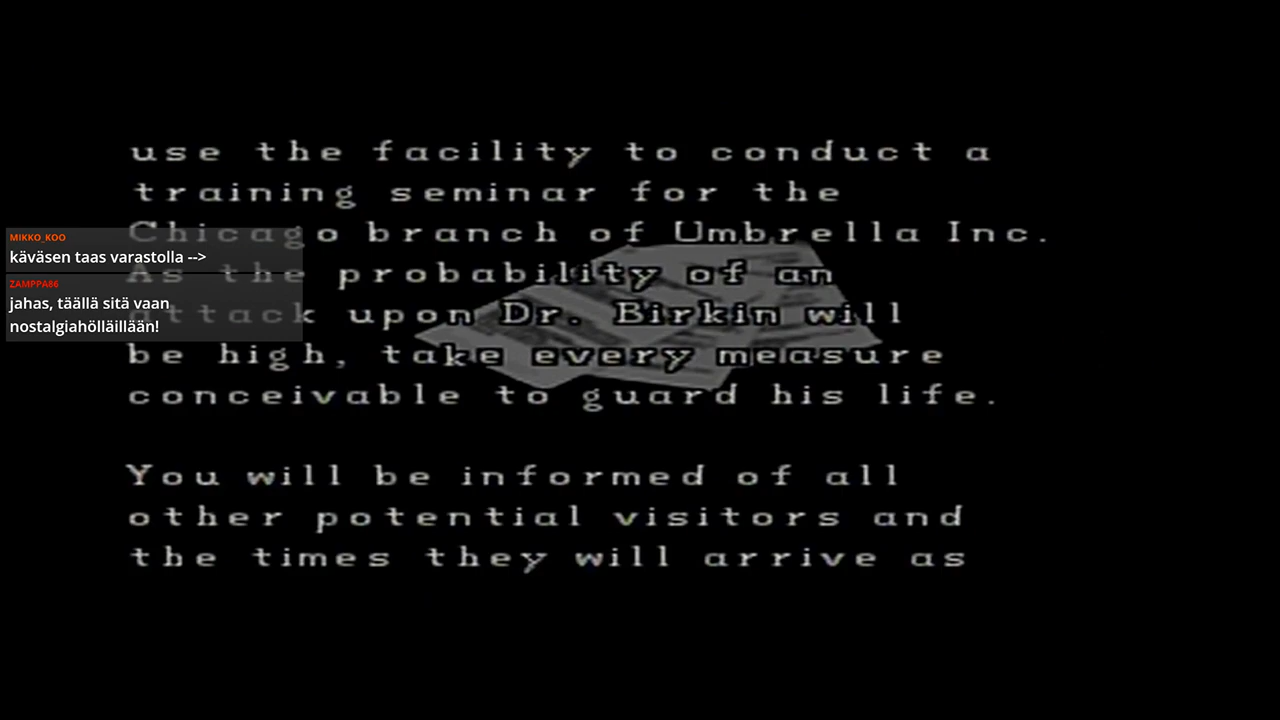 use the facility to conduct a
training seminar for the
Chicago branch of Umbrella Inc.
As the probability of an
attack upon Dr. Birkin will
be high, take every measure
conceivable to guard his life.
You will be informed of all
other potential visitors and
the times they will arrive as
MIKKO_KOO
käväsen taas varastolla -->
ZAMPPA86
jahas, täällä sitä vaan
nostalgiahölläillään!